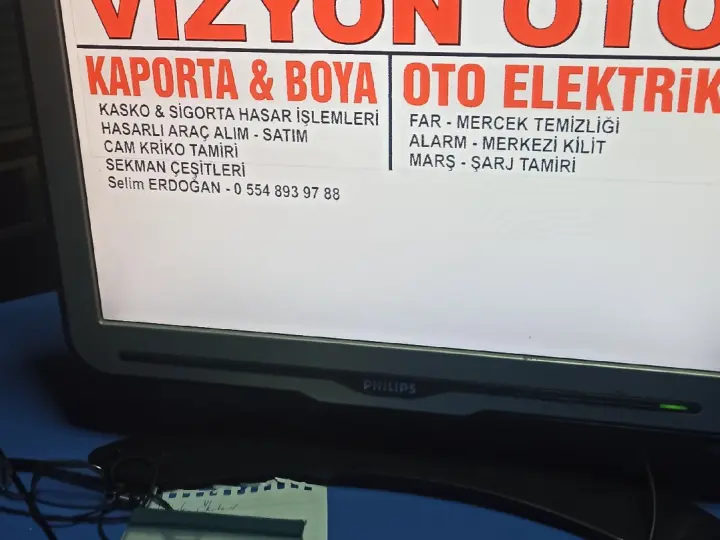 VİZYON OTO
KAPORTA & BOYA
KASKO & SİGORTA HASAR İŞLEMLERİ
HASARLI ARAÇ ALIM - SATIM
CAM KRİKO TAMİRİ
SEKMAN ÇEŞİTLERİ
Selim ERDOĞAN - 0 554 893 97 88
OTO ELEKTRİK
FAR - MERCEK TEMİZLİĞİ
ALARM - MERKEZİ KİLİT
MARŞ - ŞARJ TAMİRİ
PHILIPS